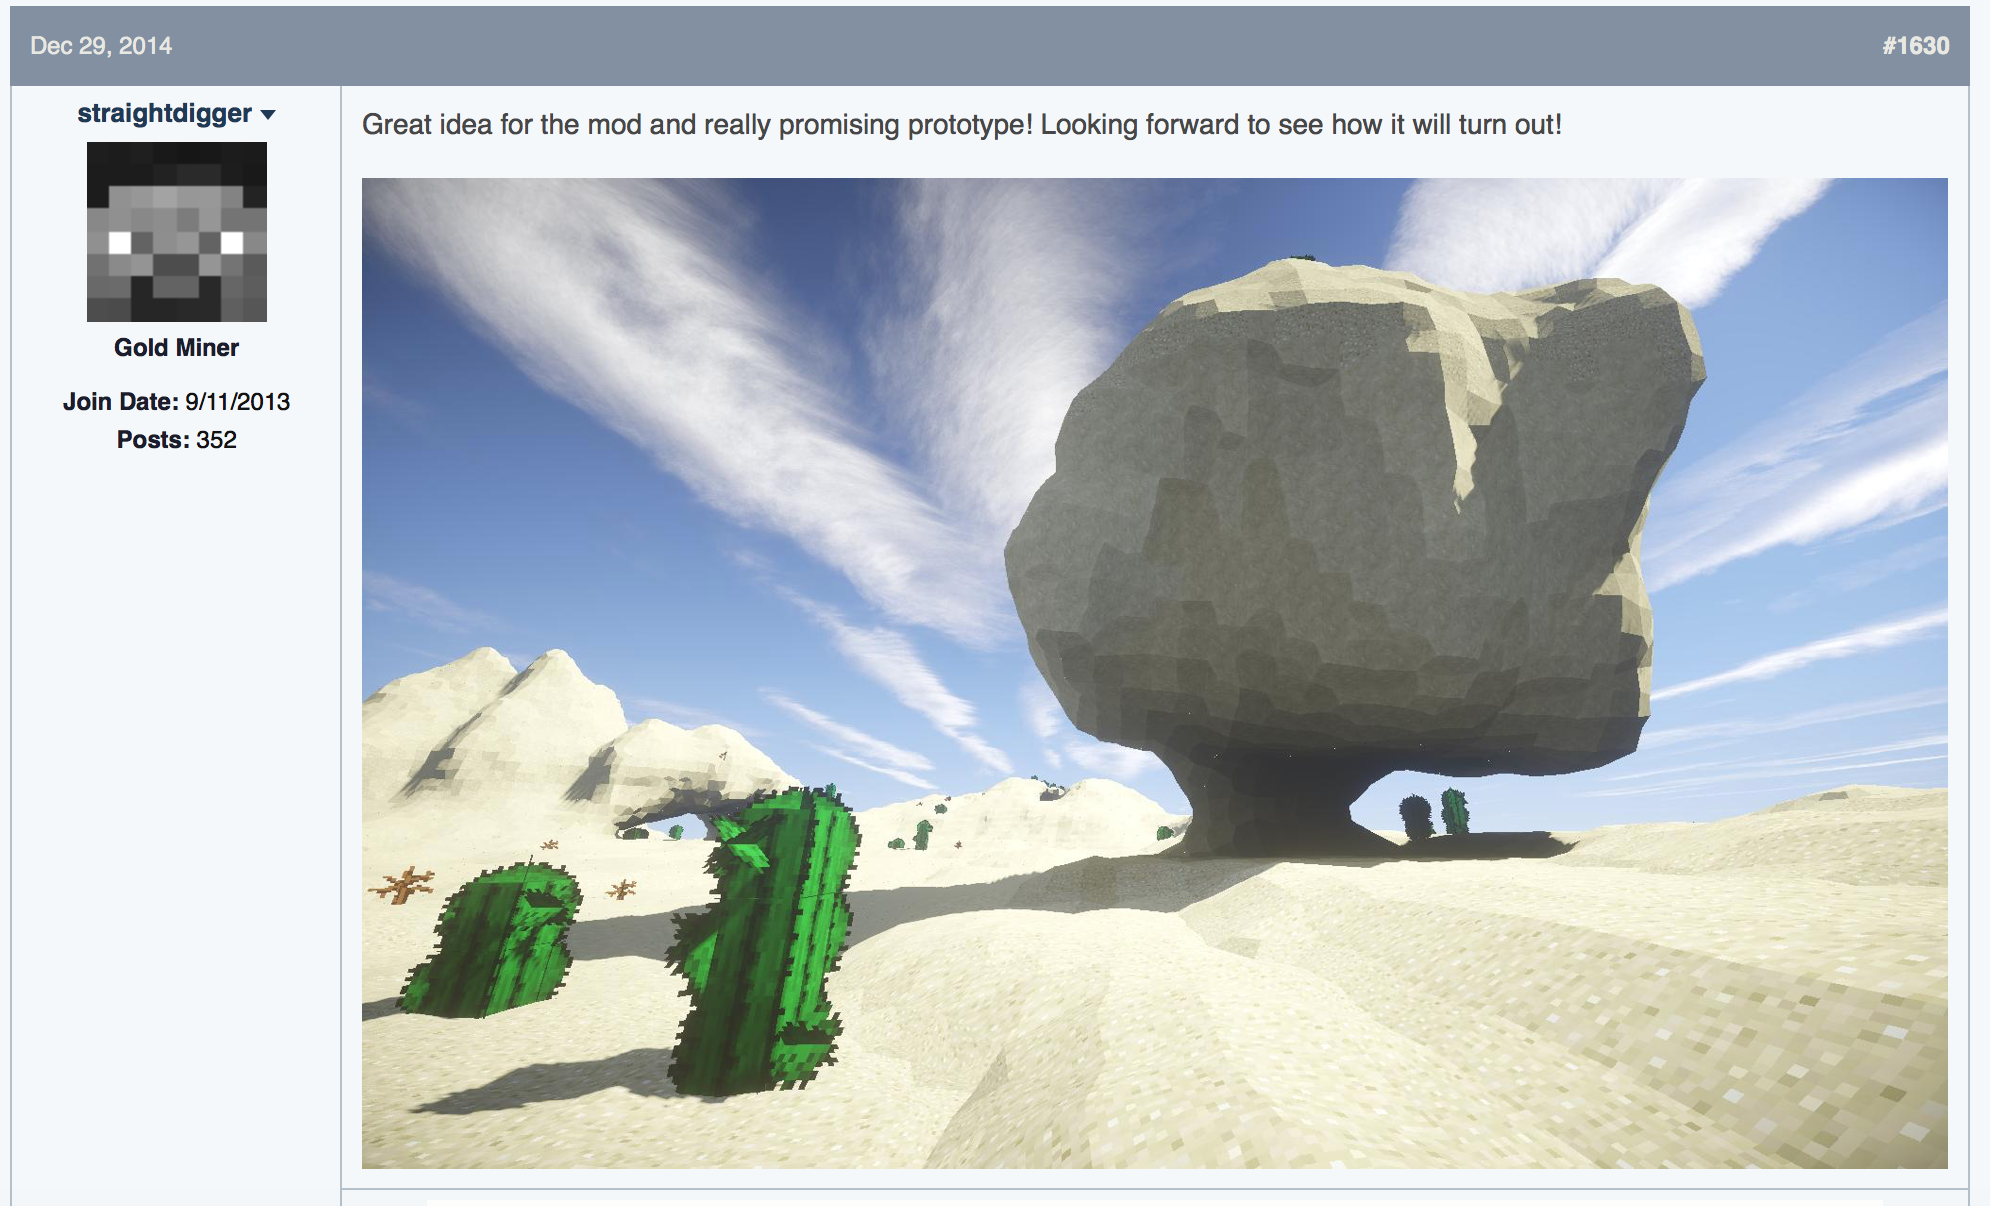 Dec 29, 2014
#1630
straightdigger
Gold Miner
Join Date: 9/11/2013
Posts: 352
Great idea for the mod and really promising prototype! Looking forward to see how it will turn out!